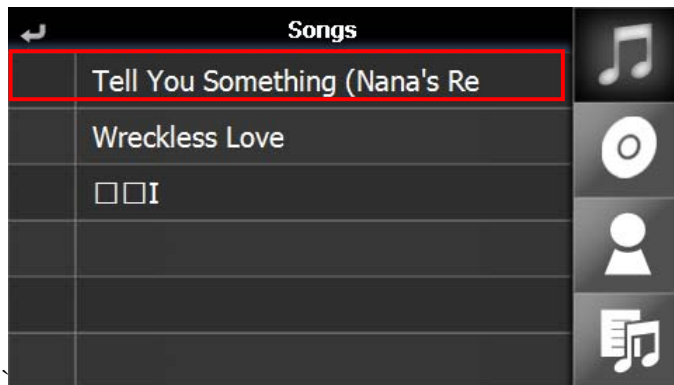 Songs
Tell You Something (Nana's Re
Wreckless Love
□□I
`